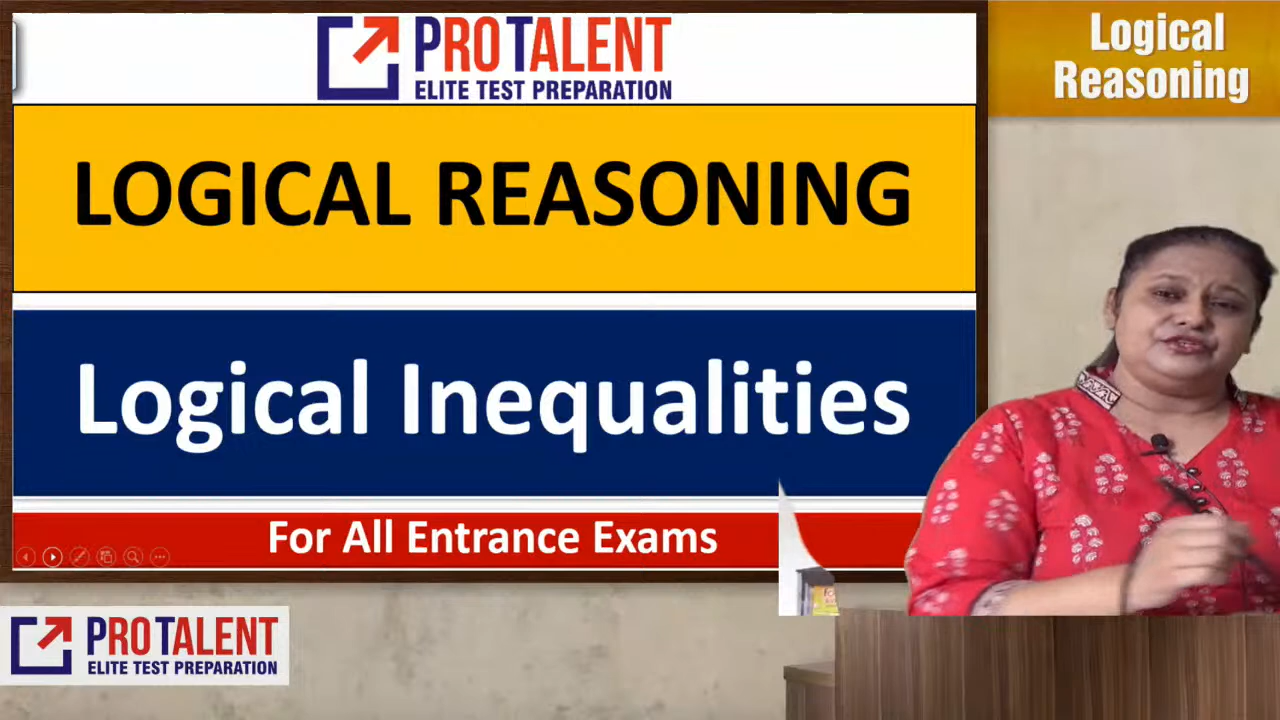 PROTALENT
ELITE TEST PREPARATION
Logical
Reasoning
LOGICAL REASONING
Logical Inequalities
For All Entrance Exams
PROTALENT
ELITE TEST PREPARATION